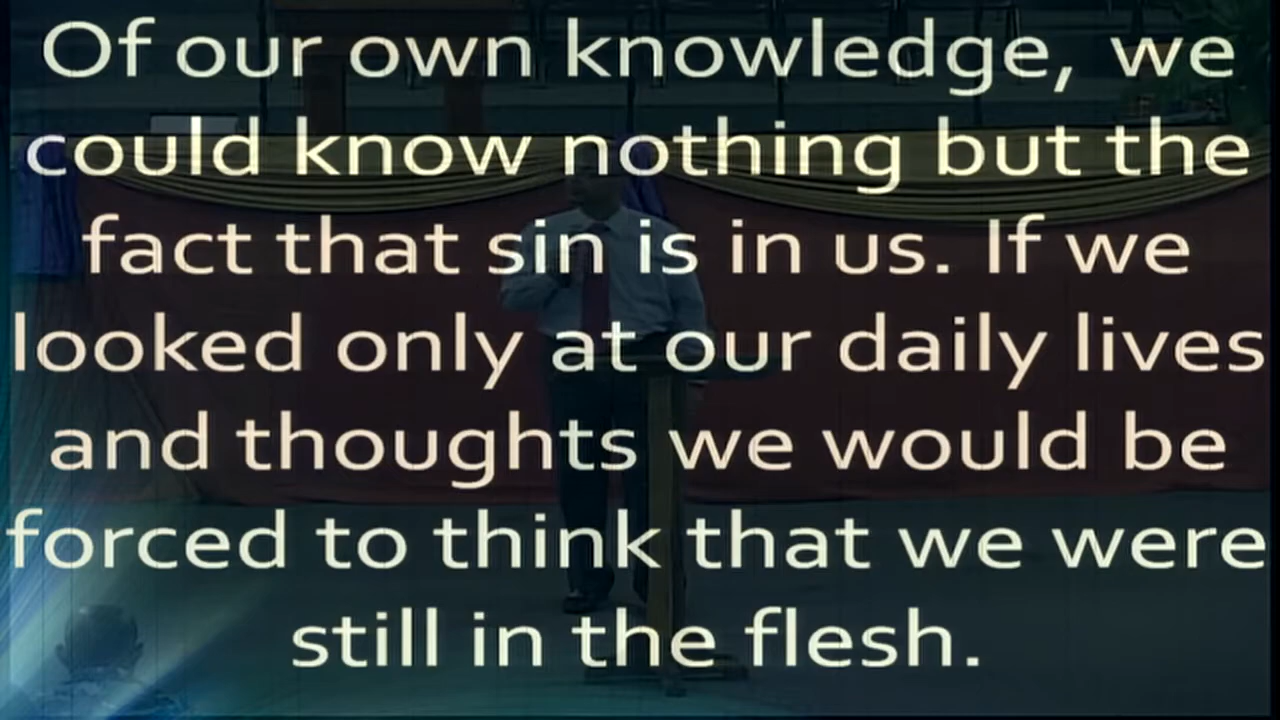 Of our own knowledge, we
could know nothing but the
fact that sin is in us. If we
looked only at our daily lives
and thoughts we would be
forced to think that we were
still in the flesh.